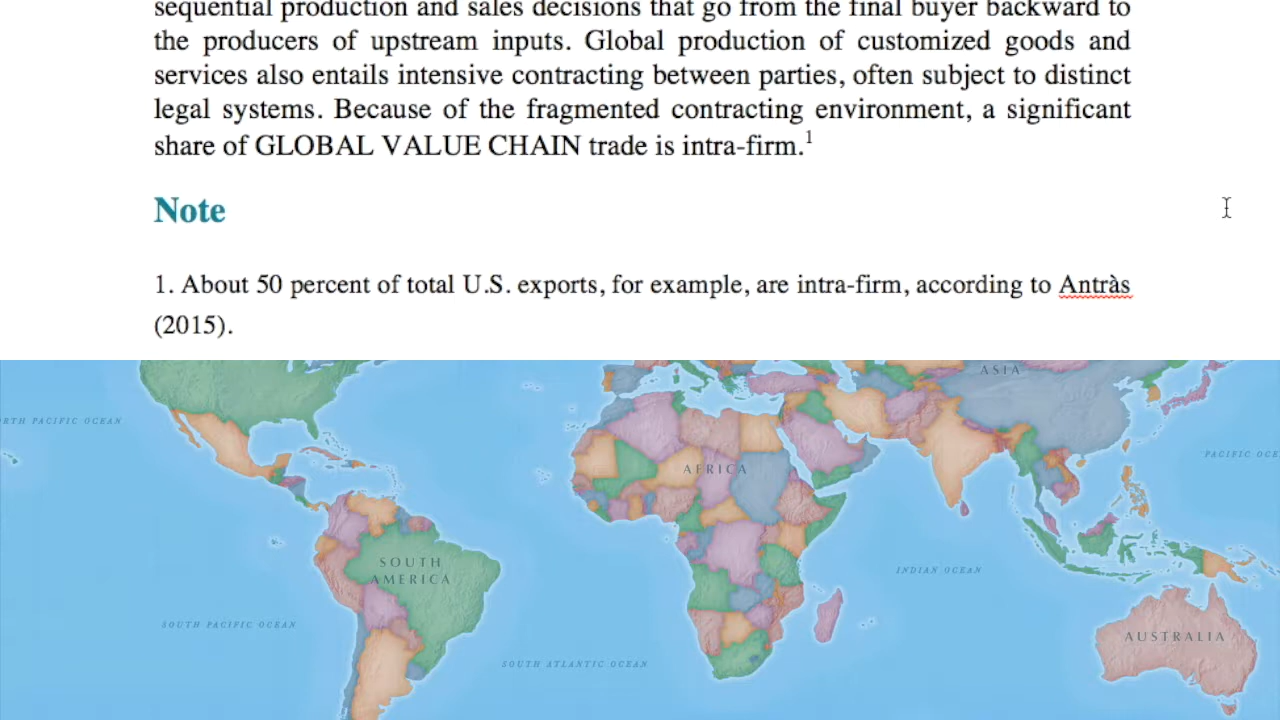 sequential production and sales decisions that go from the final buyer backward to
the producers of upstream inputs. Global production of customized goods and
services also entails intensive contracting between parties, often subject to distinct
legal systems. Because of the fragmented contracting environment, a significant
share of GLOBAL VALUE CHAIN trade is intra-firm.1
Note
1. About 50 percent of total U.S. exports, for example, are intra-firm, according to Antràs
(2015).
ASIA
RTH PACIFIC OCEAN
PACIFIC OCE
AFRICA
SOUTH
AMERICA
INDIAN OCEAN
SOUTH PACIFIC OCEAN
AUSTRALIA
SOUTH ATLANTIC OCEAN